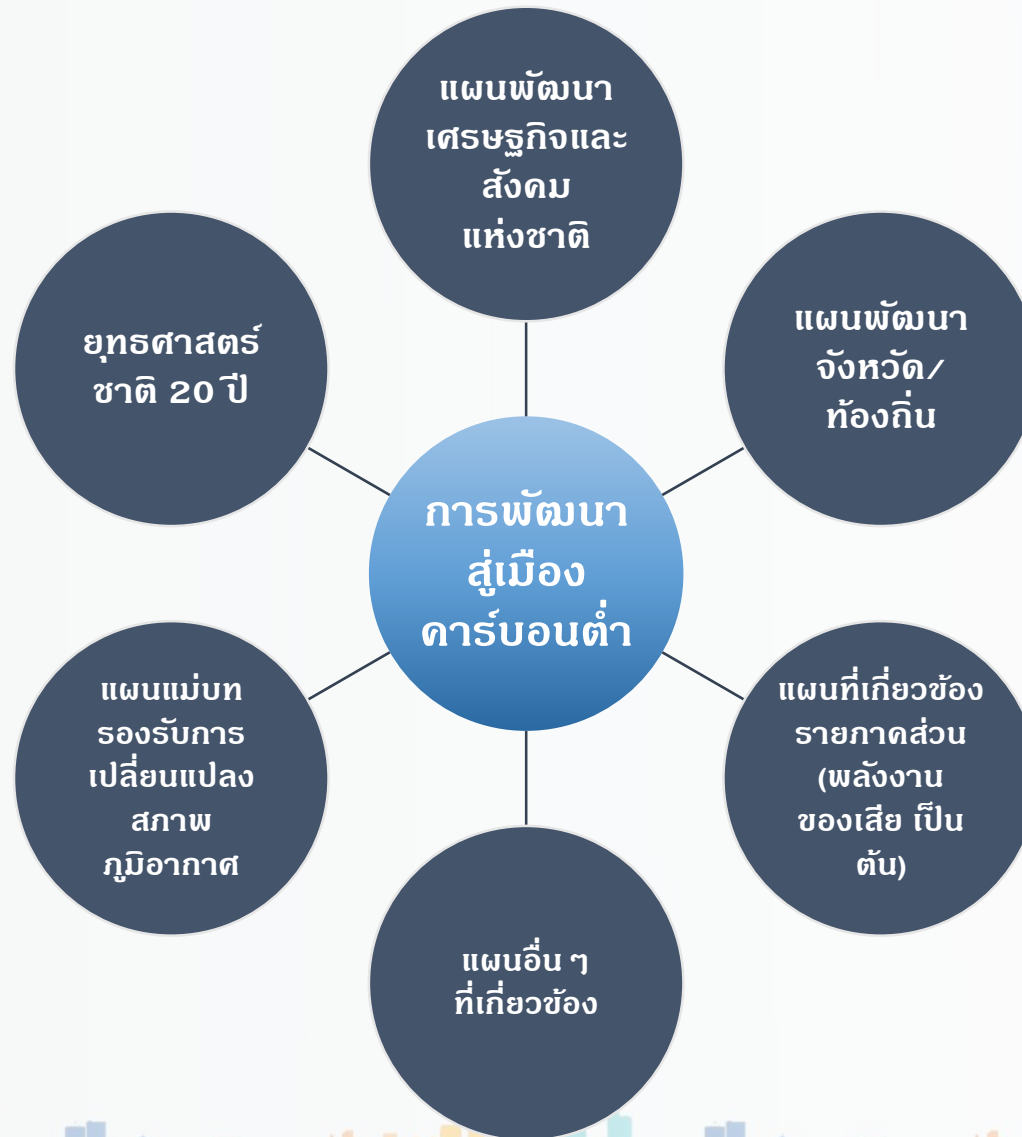 แผนพัฒนา
เศรษฐกิจและ
สังคม
แห่งชาติ
ยุทธศาสตร์
ชาติ 20 ปี
แผนพัฒนา
จังหวัด/
ท้องถิ่น
การพัฒนา
สู่เมือง
คาร์บอนต่ำ
แผนแม่บท
รองรับการ
เปลี่ยนแปลง
สภาพ
ภูมิอากาศ
แผนที่เกี่ยวข้อง
รายภาคส่วน
(พลังงาน
ของเสีย เป็น
ต้น)
แผนอื่น ๆ
ที่เกี่ยวข้อง